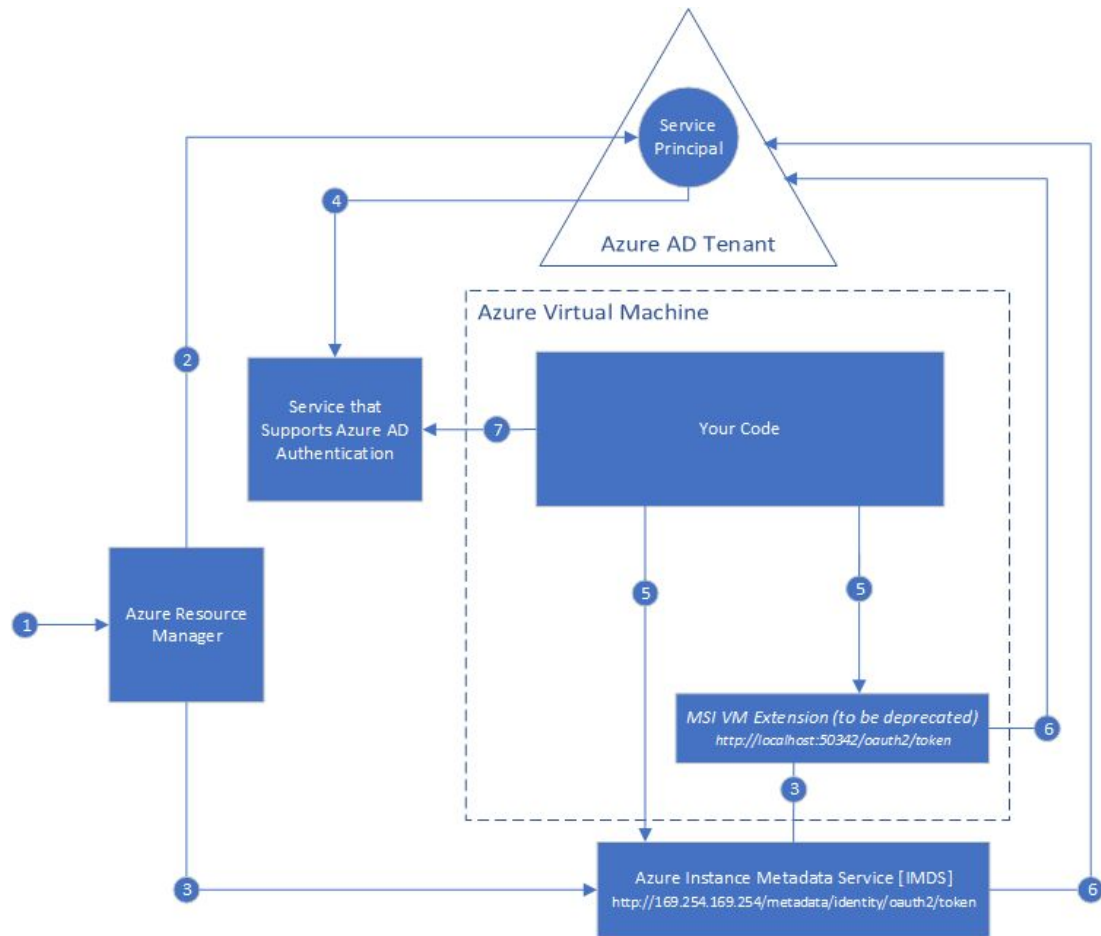 Service
Principal
4
Azure AD Tenant
Azure Virtual Machine
2
Service that
Supports Azure AD
Authentication
7
Your Code
5
5
1
Azure Resource
Manager
MSI VM Extension (to be deprecated)
http://localhost:50342/oauth2/token
6
3
3
Azure Instance Metadata Service [IMDS]
http://169.254.169.254/metadata/identity/oauth2/token
6